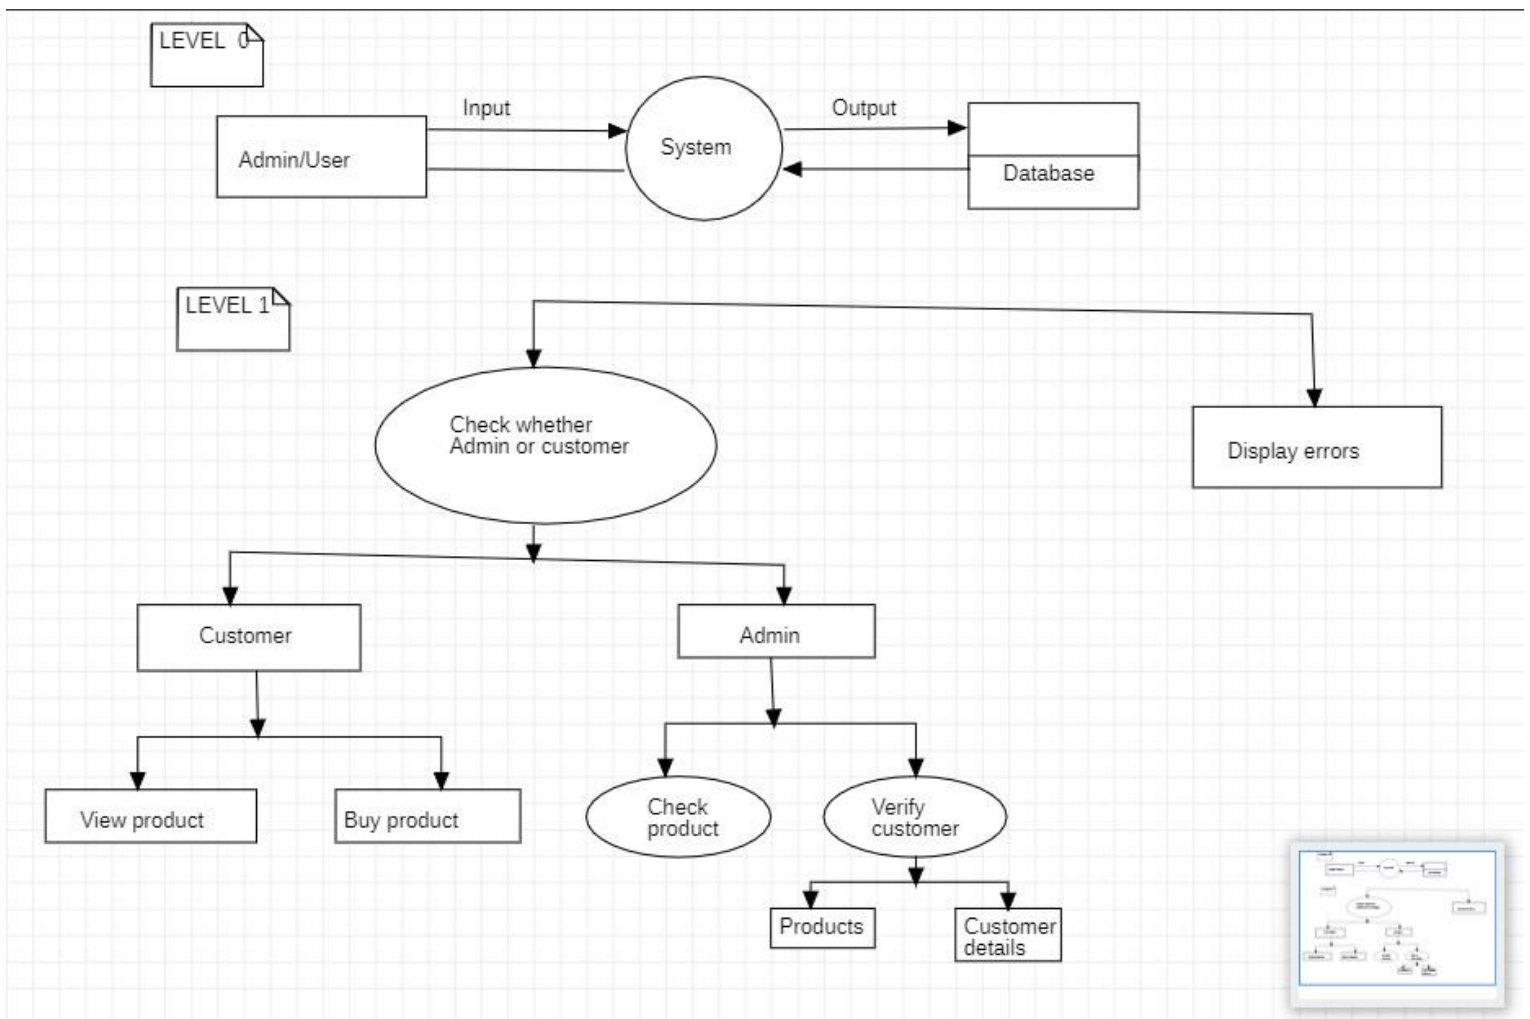 LEVEL 0
Input
Output
Admin/User
System
Database
LEVEL 1
Check whether
Admin or customer
Display errors
Customer
Admin
View product
Buy product
Check
product
Verify
customer
Products
Customer
details